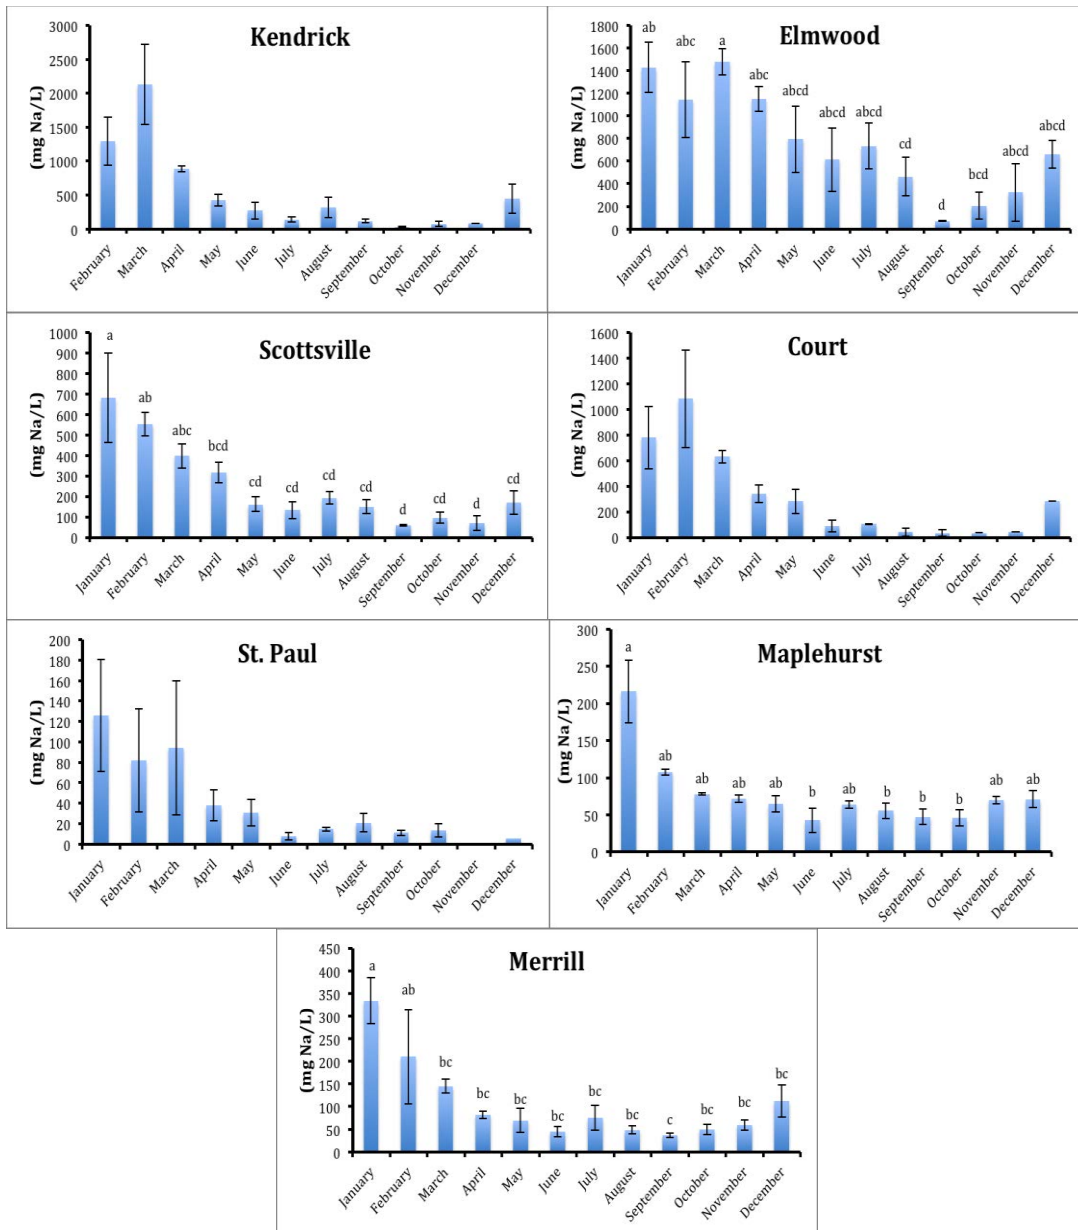 Kendrick
(mg Na/L)
3000
2500
2000
1500
1000
500
0
February
March
April
May
June
July
August
September
October
November
December
Elmwood
(mg Na/L)
1800
1600
1400
1200
1000
800
600
400
200
0
ab
abc
a
abc
abcd
abcd
abcd
cd
d
bcd
abcd
abcd
January
February
March
April
May
June
July
August
September
October
November
December
Scottsville
(mg Na/L)
1000
900
800
700
600
500
400
300
200
100
0
a
ab
abc
bcd
cd
cd
cd
cd
d
cd
d
cd
January
February
March
April
May
June
July
August
September
October
November
December
Court
(mg Na/L)
1600
1400
1200
1000
800
600
400
200
0
January
February
March
April
May
June
July
August
September
October
November
December
St. Paul
(mg Na/L)
200
180
160
140
120
100
80
60
40
20
0
January
February
March
April
May
June
July
August
September
October
November
December
Maplehurst
(mg Na/L)
300
250
200
150
100
50
0
a
ab
ab
ab
ab
b
ab
b
b
b
ab
ab
January
February
March
April
May
June
July
August
September
October
November
December
Merrill
(mg Na/L)
450
400
350
300
250
200
150
100
50
0
a
ab
bc
bc
bc
bc
bc
bc
c
bc
bc
bc
January
February
March
April
May
June
July
August
September
October
November
December